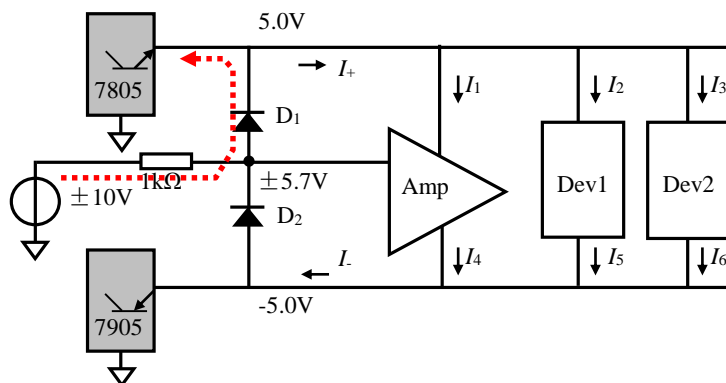 5.0V
7805
I+
I1
I2
I3
D1
±10V
1kΩ
±5.7V
Amp
Dev1
Dev2
D2
7905
I-
I4
I5
I6
-5.0V